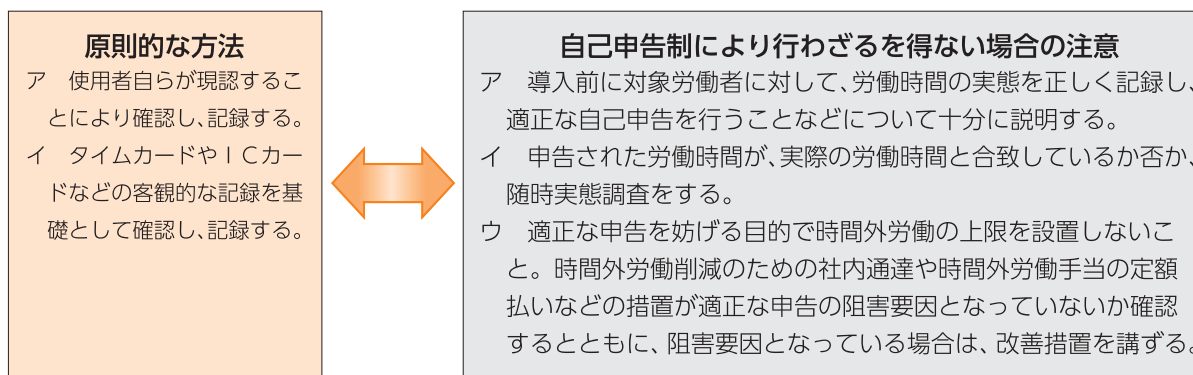 原則的な方法
ア　使用者自らが現認するこ
とにより確認し、記録する。
イ　タイムカードやＩＣカー
ドなどの客観的な記録を基
礎として確認し、記録する。
自己申告制により行わざるを得ない場合の注意
ア　導入前に対象労働者に対して、労働時間の実態を正しく記録し、
適正な自己申告を行うことなどについて十分に説明する。
イ　申告された労働時間が、実際の労働時間と合致しているか否か、
随時実態調査をする。
ウ　適正な申告を妨げる目的で時間外労働の上限を設置しないこ
と。時間外労働削減のための社内通達や時間外労働手当の定額
払いなどの措置が適正な申告の阻害要因となっていないか確認
するとともに、阻害要因となっている場合は、改善措置を講ずる。